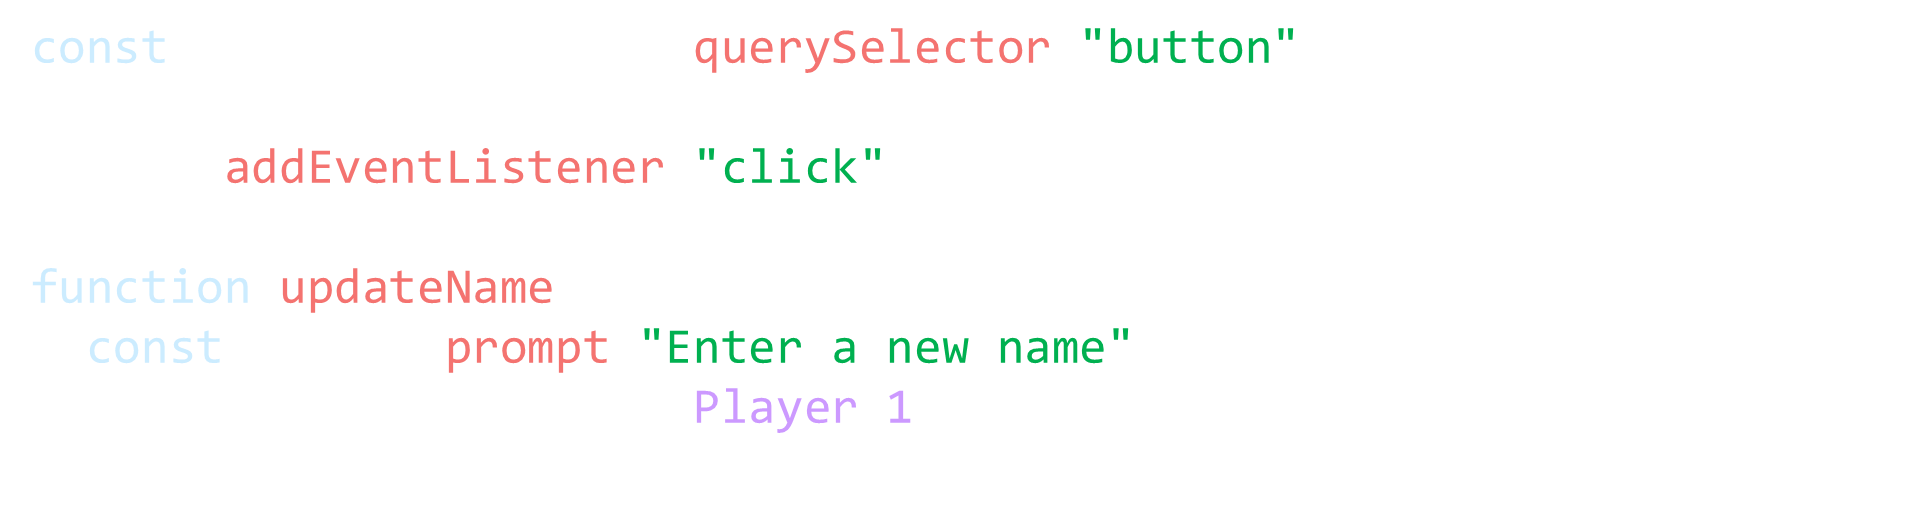 const querySelector "button"
addEventListener "click"
function updateName
const prompt "Enter a new name"
Player 1